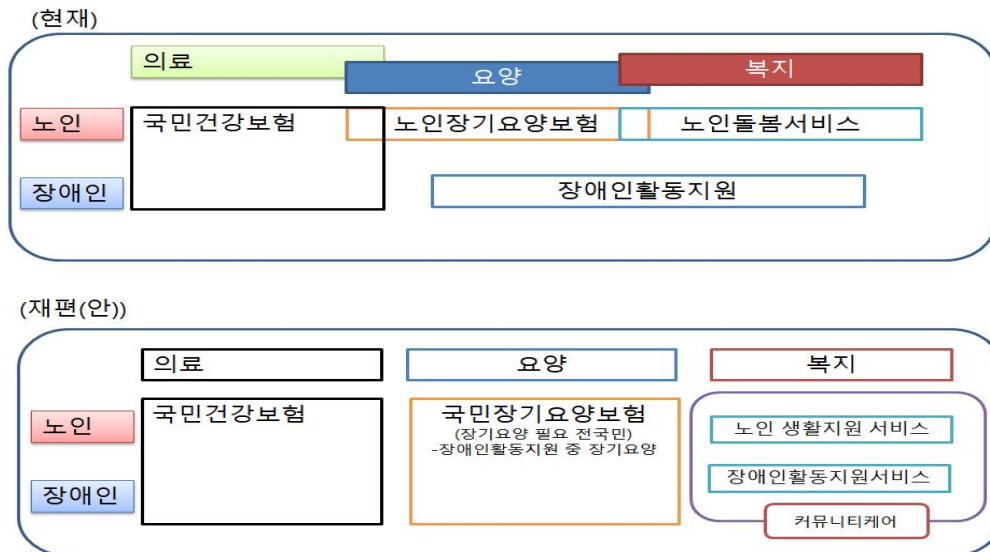 (현재)
의료
요양
복지
노인
국민건강보험
노인장기요양보험
노인돌봄서비스
장애인
장애인활동지원
(재편(안))
의료
요양
복지
노인
국민건강보험
국민장기요양보험
(장기요양 필요 전국민)
-장애인활동지원 중 장기요양
노인 생활지원 서비스
장애인
장애인활동지원서비스
커뮤니티케어